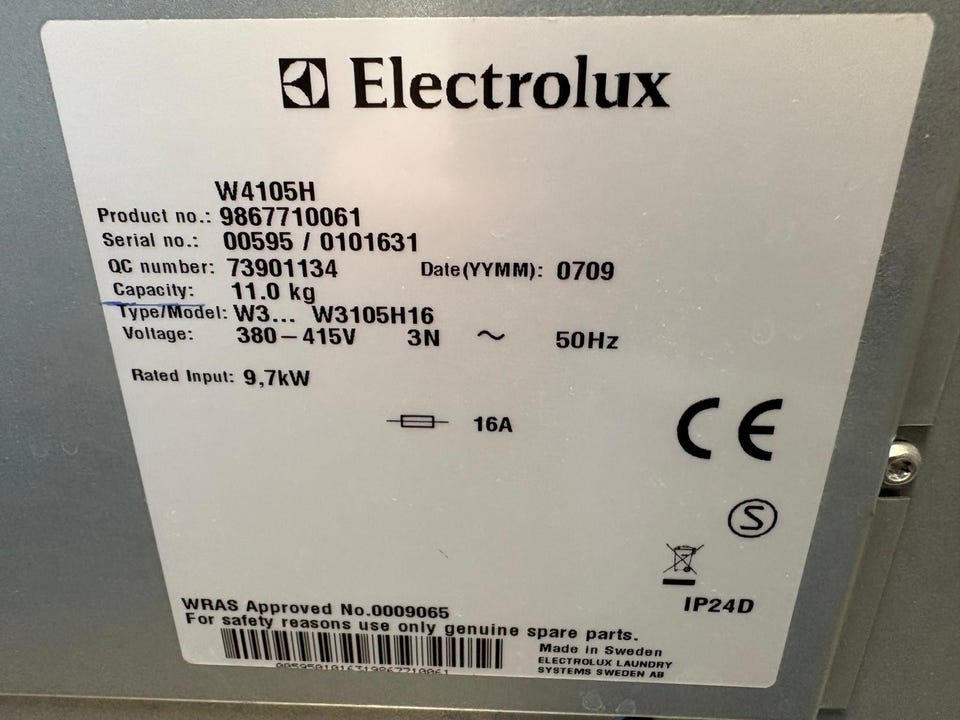 Electrolux
W4105H
Product no.: 9867710061
Serial no.: 00595 / 0101631
QC number: 73901134 Date(YYMM): 0709
Capacity: 11.0 kg
Type/Model: W3... W3105H16
Voltage: 380–415V 3N ~ 50Hz
Rated Input: 9,7kW
16A
CE
S
IP24D
WRAS Approved No.0009065
For safety reasons use only genuine spare parts.
Made in Sweden
ELECTROLUX LAUNDRY
SYSTEMS SWEDEN AB